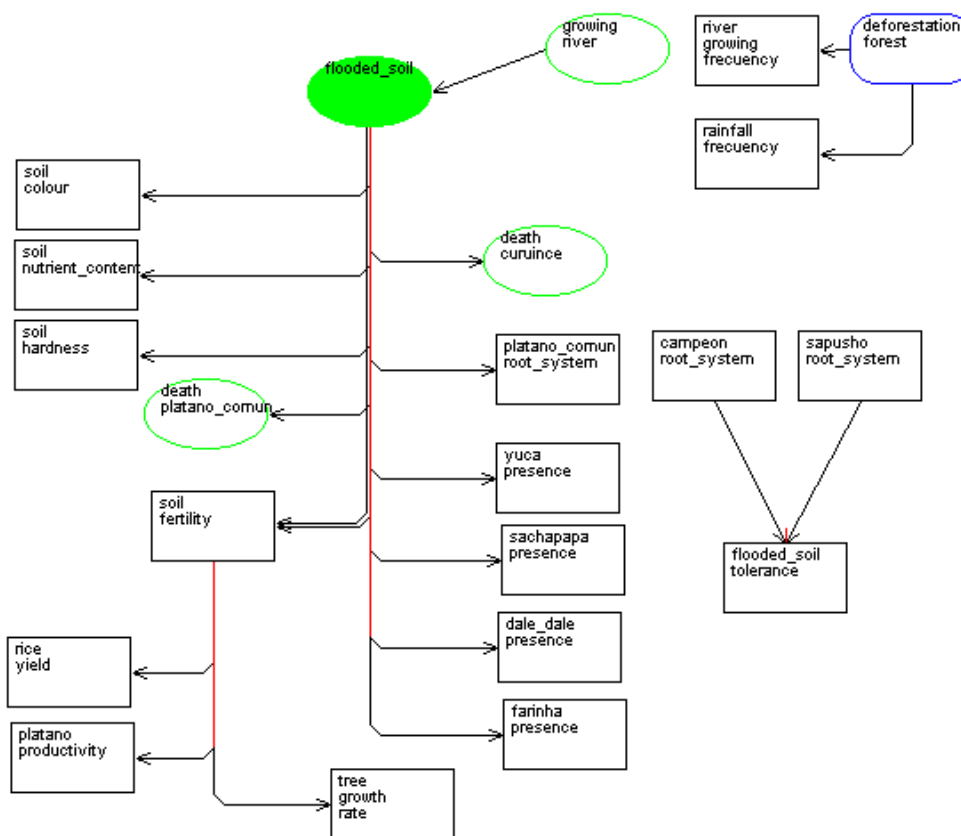 growing
river
river
growing
frecuency
deforestation
forest
flooded_soil
rainfall
frecuency
soil
colour
soil
nutrient_content
death
curuince
soil
hardness
platano_comun
root_system
campeon
root_system
sapusho
root_system
death
platano_comun
yuca
presence
soil
fertility
sachapapa
presence
flooded_soil
tolerance
dale_dale
presence
rice
yield
farinha
presence
platano
productivity
tree
growth
rate